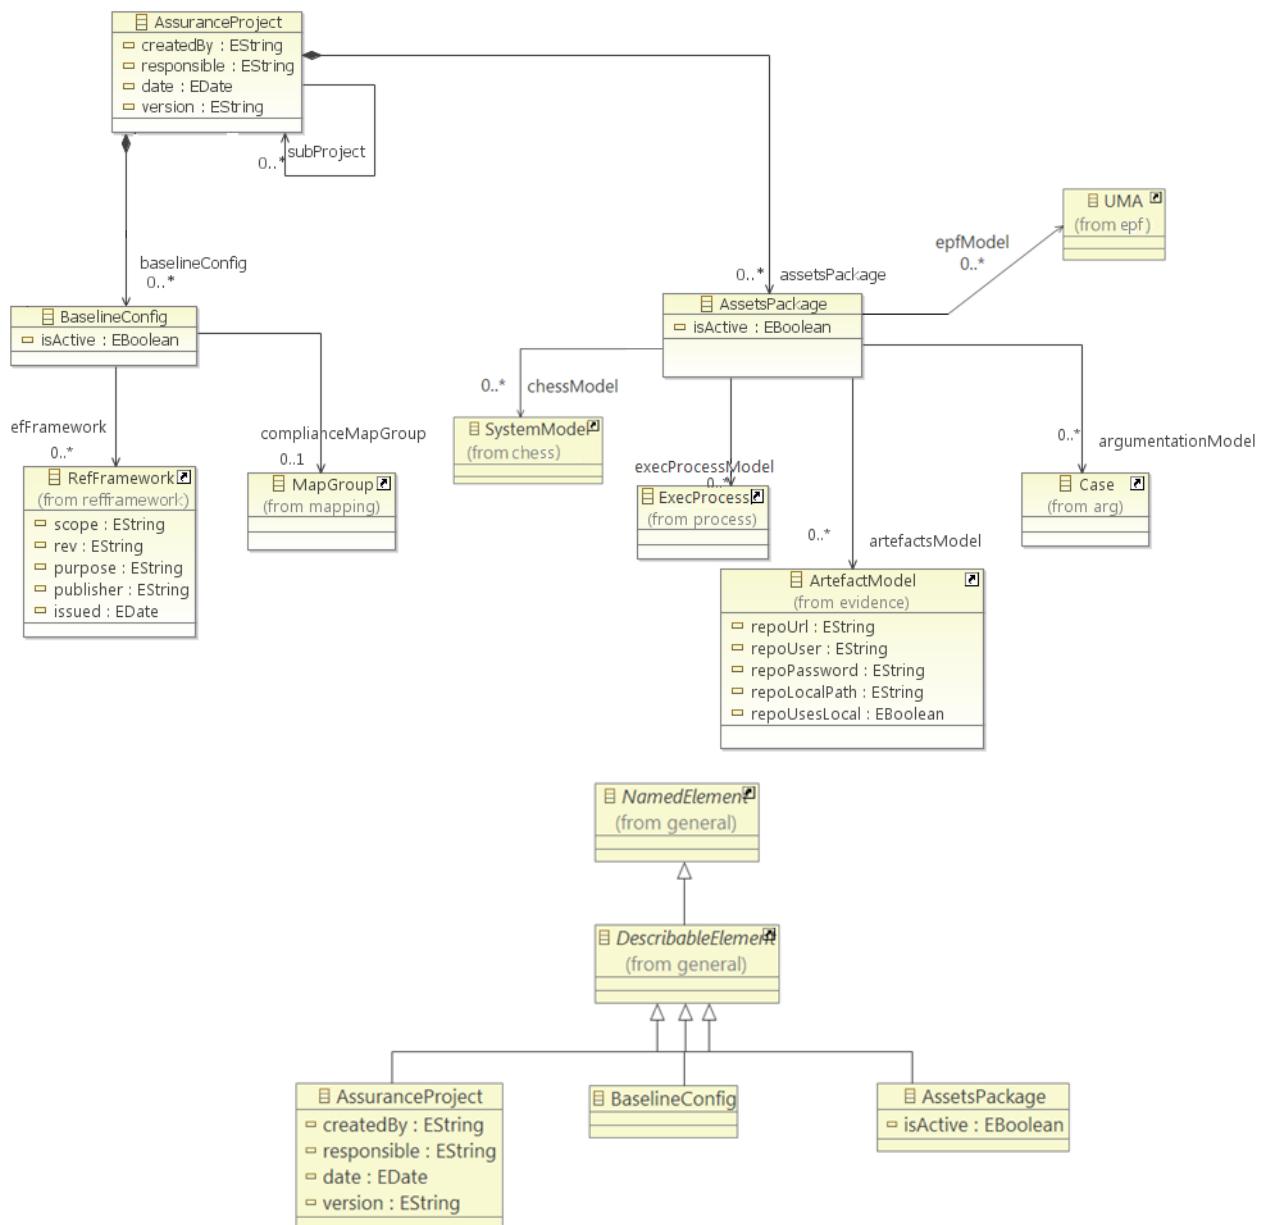 AssuranceProject
createdBy : EString
responsible : EString
date : EDate
version : EString
subProject
0..*
baselineConfig
0..*
0..* assetsPackage
epfModel
0..*
UMA
(from epf)
BaselineConfig
isActive : EBoolean
AssetsPackage
isActive : EBoolean
efFramework
0..*
complianceMapGroup
0..1
0..* chessModel
execProcessModel
0..*
0..* artefactsModel
0..* argumentationModel
RefFramework
(from refframework)
scope : EString
rev : EString
purpose : EString
publisher : EString
issued : EDate
MapGroup
(from mapping)
SystemModel
(from chess)
ExecProcess
(from process)
Case
(from arg)
ArtefactModel
(from evidence)
repoUrl : EString
repoUser : EString
repoPassword : EString
repoLocalPath : EString
repoUsesLocal : EBoolean
NamedElement
(from general)
DescribableElement
(from general)
AssuranceProject
createdBy : EString
responsible : EString
date : EDate
version : EString
BaselineConfig
AssetsPackage
isActive : EBoolean